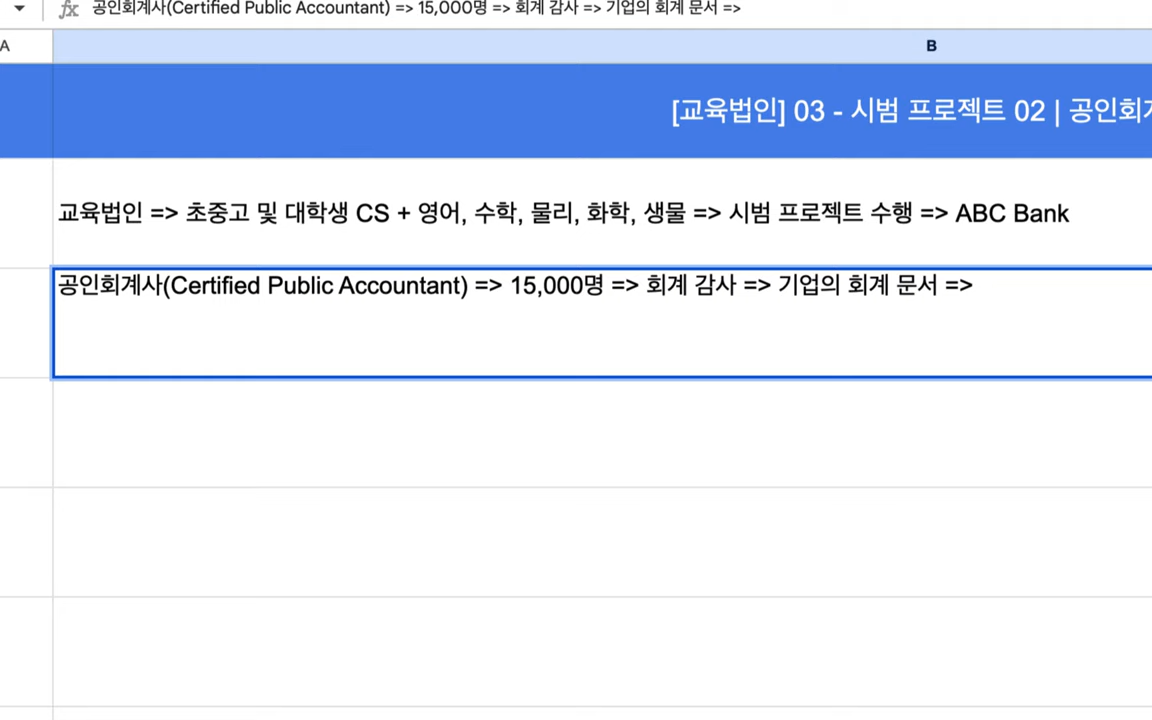 fx 공인회계사(Certified Public Accountant) => 15,000명 => 회계 감사 => 기업의 회계 문서 =>
A B
[교육법인] 03 - 시범 프로젝트 02 | 공인회
교육법인 => 초중고 및 대학생 CS + 영어, 수학, 물리, 화학, 생물 => 시범 프로젝트 수행 => ABC Bank
공인회계사(Certified Public Accountant) => 15,000명 => 회계 감사 => 기업의 회계 문서 =>